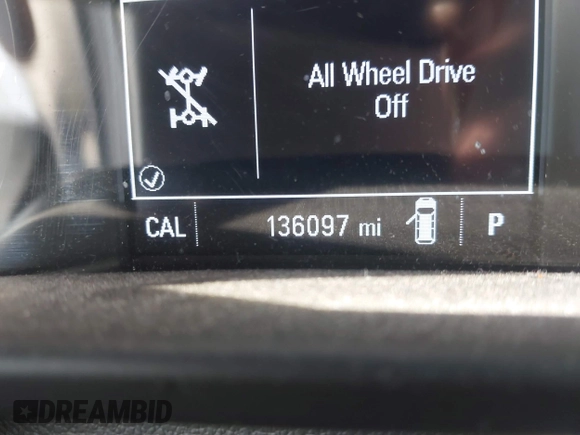 All Wheel Drive
Off
CAL 136097 mi P
DREAMBID